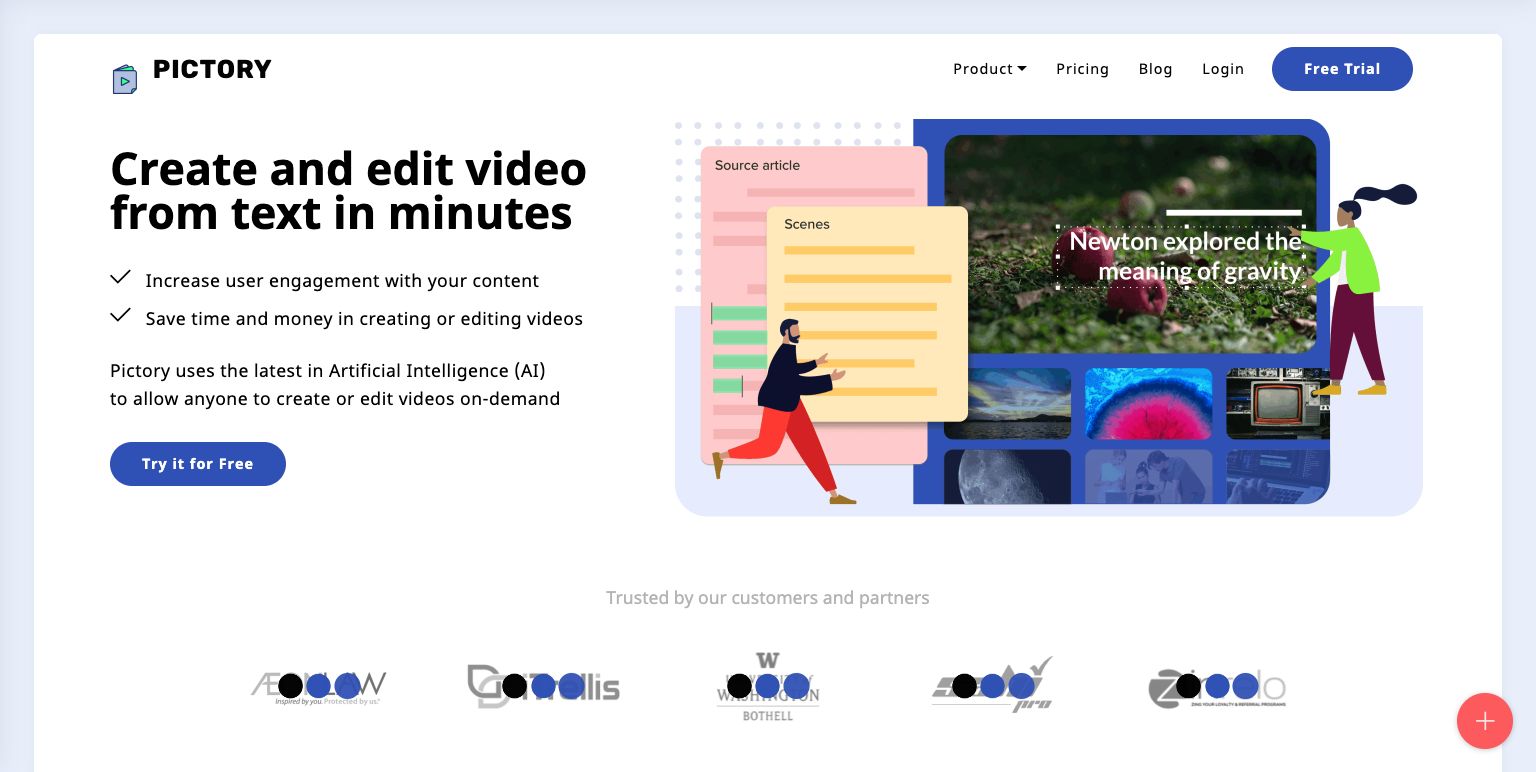 PICTORY
Product
Pricing
Blog
Login
Free Trial
Create and edit video
from text in minutes
Increase user engagement with your content
Save time and money in creating or editing videos
Pictory uses the latest in Artificial Intelligence (AI)
to allow anyone to create or edit videos on-demand
Try it for Free
Source article
Scenes
Newton explored the
meaning of gravity
Trusted by our customers and partners
Inspired by you. Protected by us.
W
WASHINGTON
BOTHELL
pro
ZING YOUR LOYALTY & REFERRAL PROGRAMS